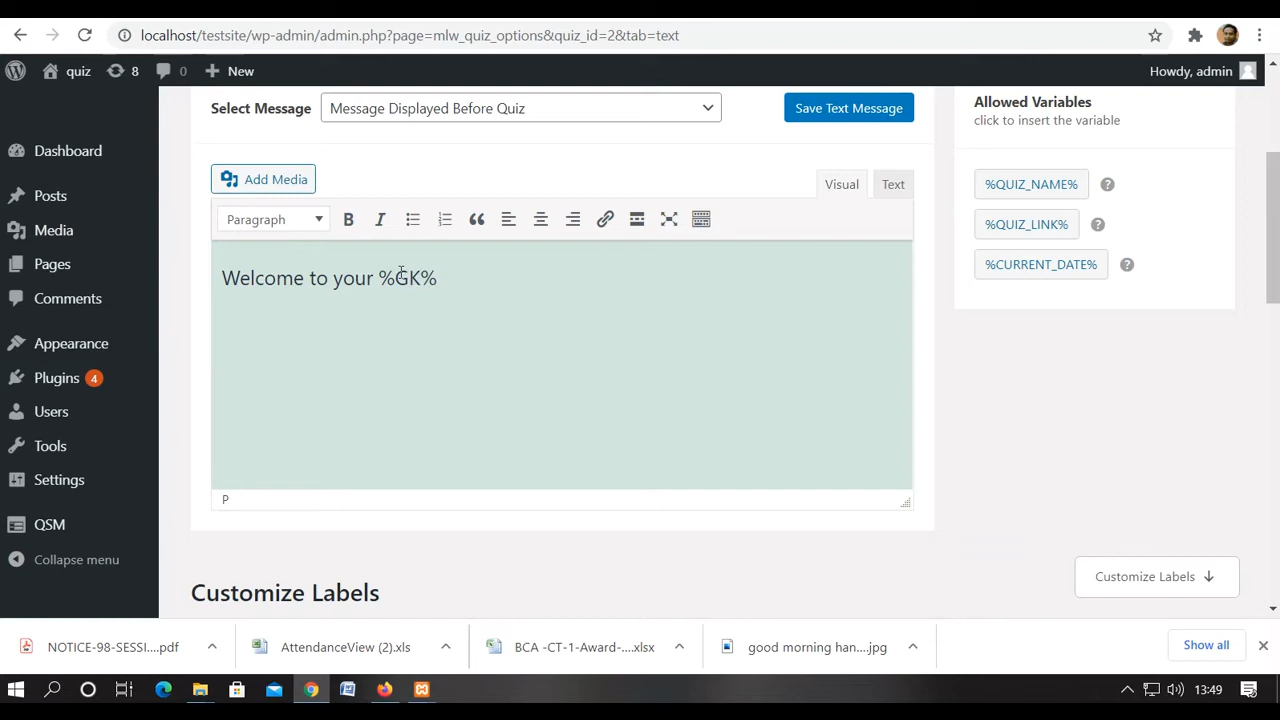 localhost/testsite/wp-admin/admin.php?page=mlw_quiz_options&quiz_id=2&tab=text
quiz 8 0 New Howdy, admin
Select Message Message Displayed Before Quiz Save Text Message
Allowed Variables
click to insert the variable
Dashboard
Posts
Media
Pages
Comments
Appearance
Plugins 4
Users
Tools
Settings
QSM
Collapse menu
Add Media Visual Text
Paragraph B I
Welcome to your %GK%
P
%QUIZ_NAME% ?
%QUIZ_LINK% ?
%CURRENT_DATE% ?
Customize Labels
Customize Labels ↓
NOTICE-98-SESSI....pdf AttendanceView (2).xls BCA -CT-1-Award-....xlsx good morning han....jpg Show all
13:49